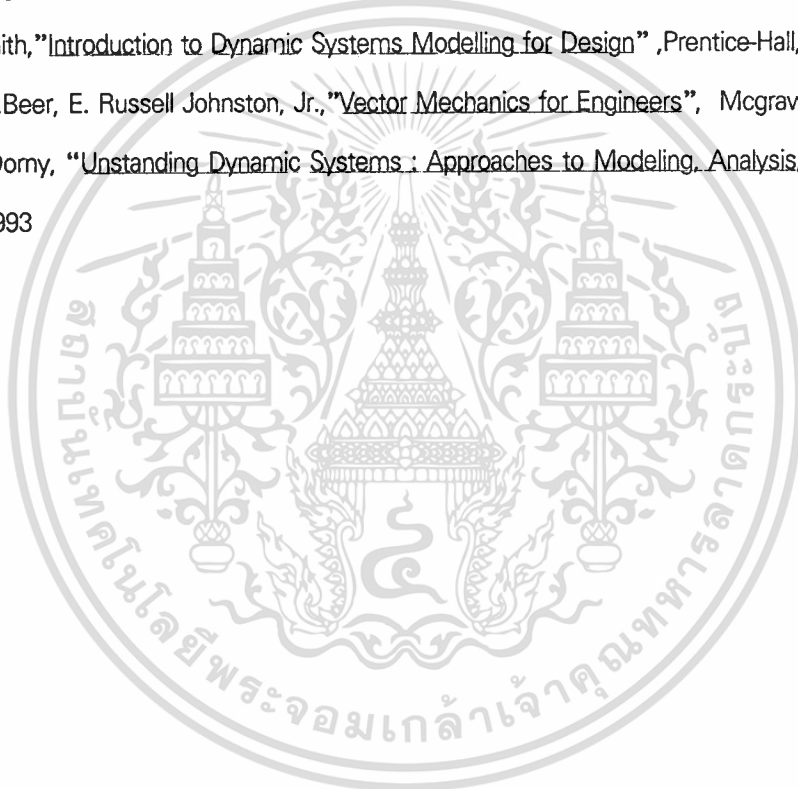 ith,"Introduction to Dynamic Systems Modelling for Design" ,Prentice-Hall,
.Beer, E. Russell Johnston, Jr.,"Vector Mechanics for Engineers", Mcgrav
Dorny, "Unstanding Dynamic Systems : Approaches to Modeling, Analysis,
993
สถาบันเทคโนโลยีพระจอมเกล้าเจ้าคุณทหารลาดกระบัง